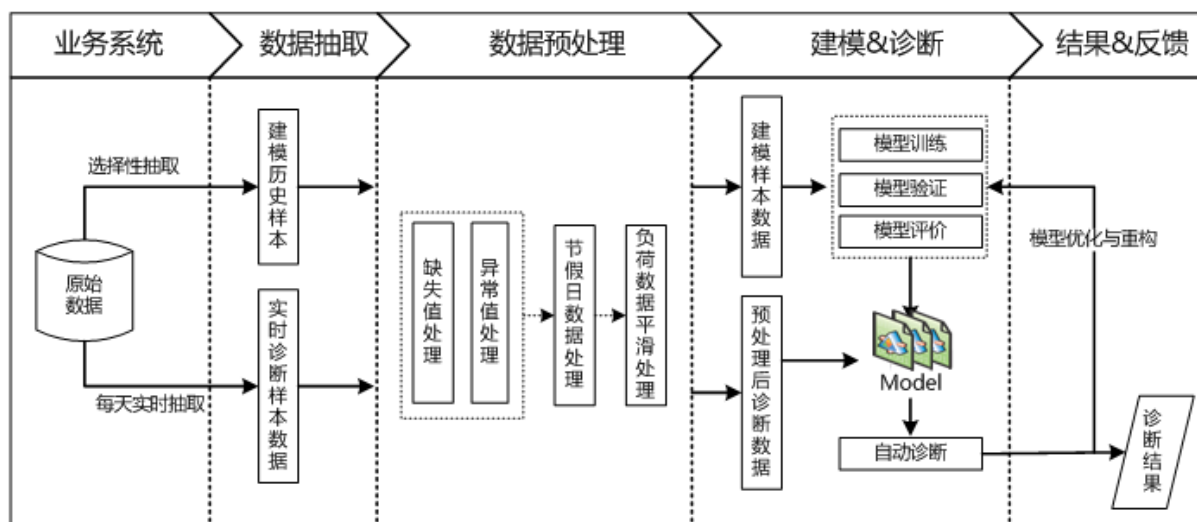 业务系统
数据抽取
数据预处理
建模&诊断
结果&反馈
选择性抽取
原始
数据
每天实时抽取
建模历史样本
实时诊断样本数据
缺失值处理
异常值处理
节假日数据处理
负荷数据平滑处理
建模样本数据
预处理后诊断数据
模型训练
模型验证
模型评价
Model
自动诊断
模型优化与重构
诊断结果